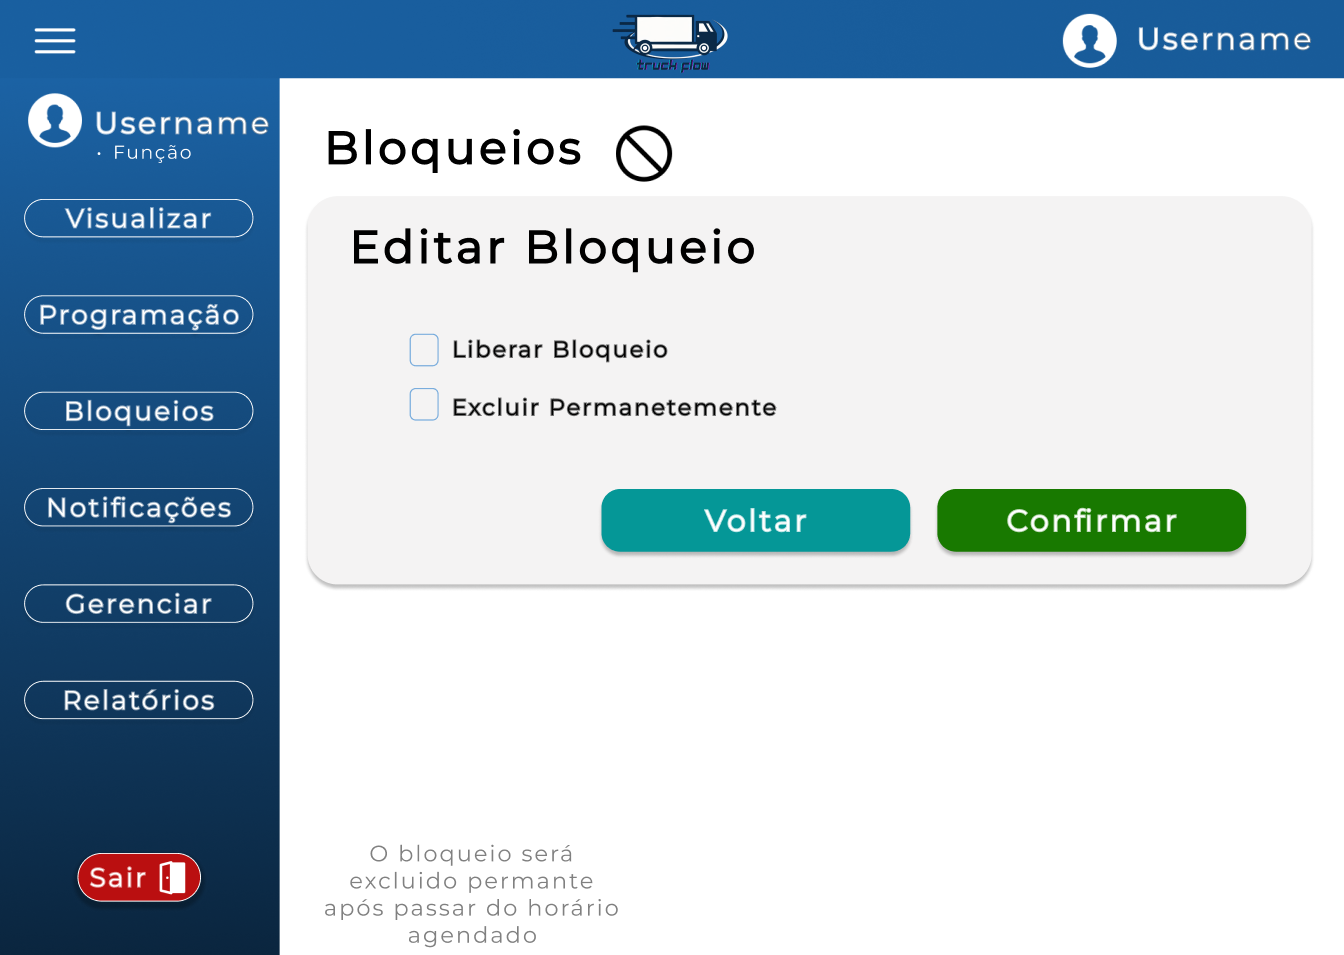 truck flow
Username
Username
• Função
Visualizar
Programação
Bloqueios
Notificações
Gerenciar
Relatórios
Sair
Bloqueios
Editar Bloqueio
Liberar Bloqueio
Excluir Permanetemente
Voltar
Confirmar
O bloqueio será
excluido permante
após passar do horário
agendado